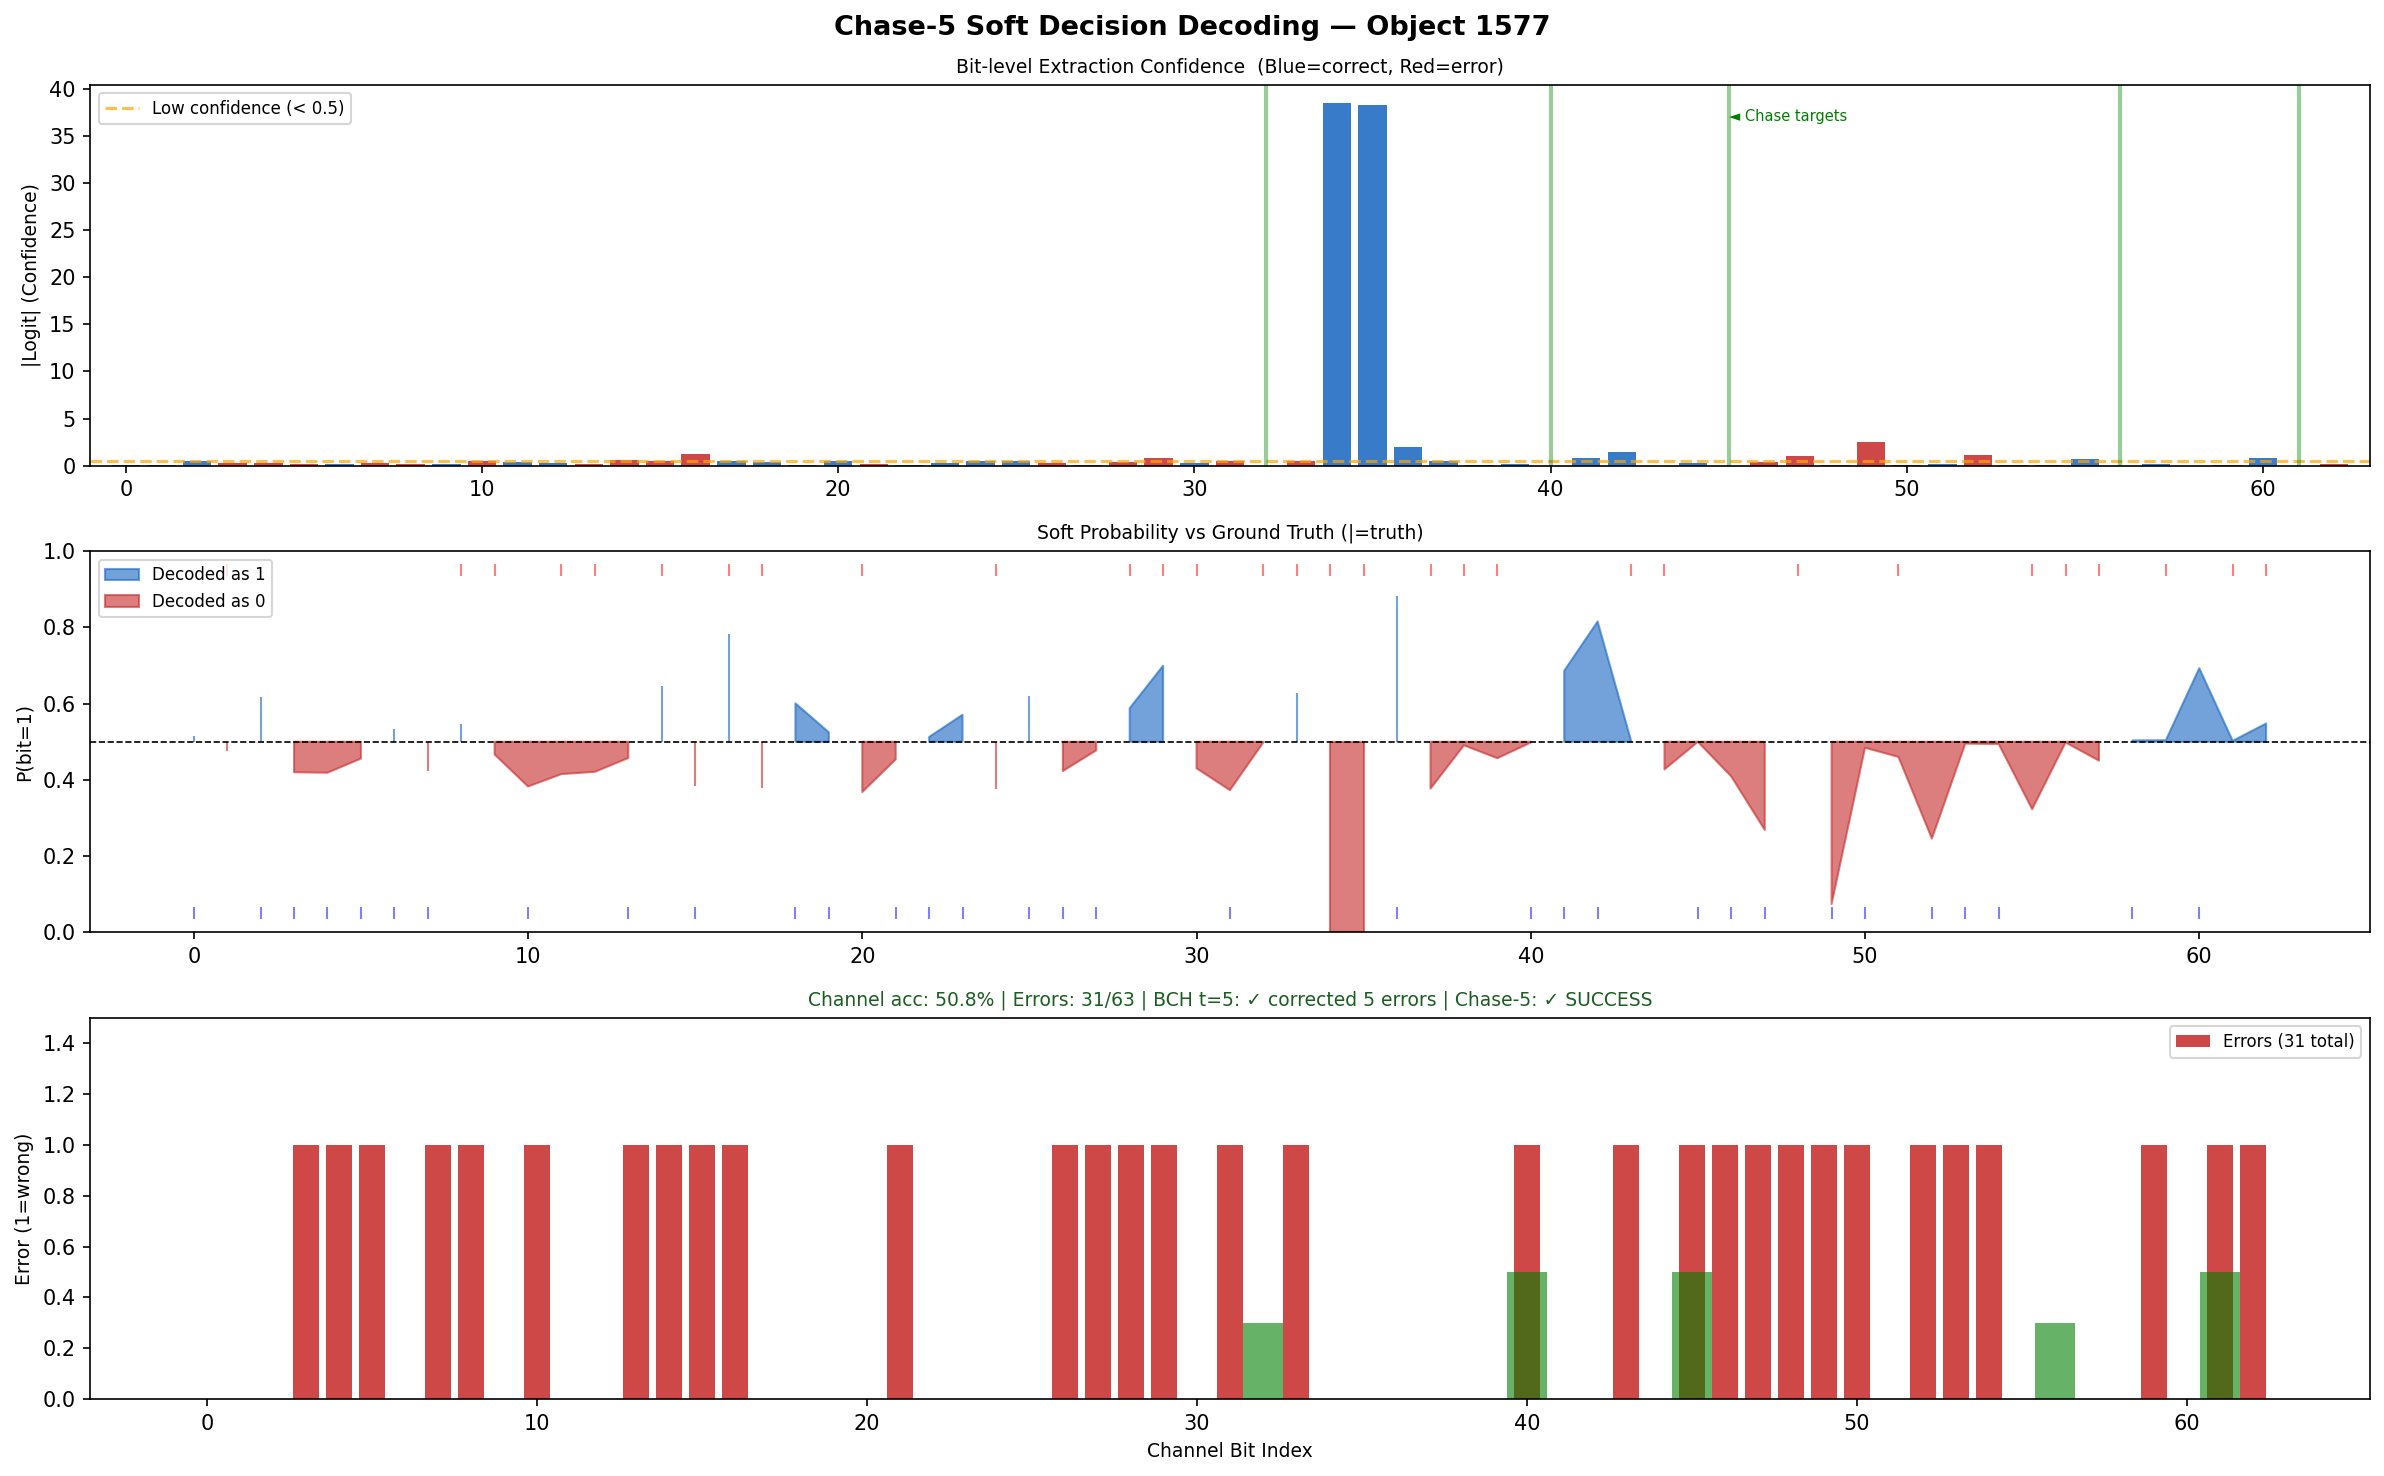 Chase-5 Soft Decision Decoding — Object 1577
Bit-level Extraction Confidence  (Blue=correct, Red=error)
|Logit| (Confidence)
40
35
30
25
20
15
10
5
0
Low confidence (< 0.5)
◄ Chase targets
0 10 20 30 40 50 60
Soft Probability vs Ground Truth (|=truth)
P(bit=1)
1.0
0.8
0.6
0.4
0.2
0.0
Decoded as 1
Decoded as 0
0 10 20 30 40 50 60
Channel acc: 50.8% | Errors: 31/63 | BCH t=5: ✓ corrected 5 errors | Chase-5: ✓ SUCCESS
Error (1=wrong)
1.4
1.2
1.0
0.8
0.6
0.4
0.2
0.0
Errors (31 total)
0 10 20 30 40 50 60
Channel Bit Index